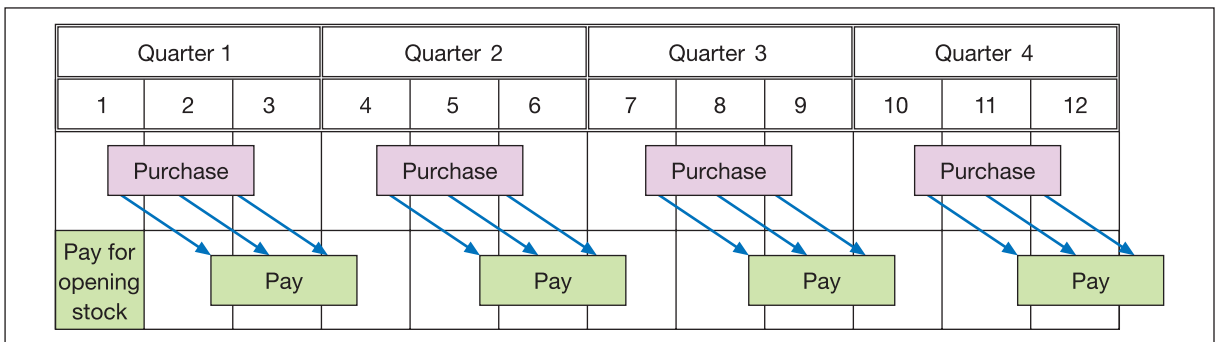 Quarter 1 Quarter 2 Quarter 3 Quarter 4
1 2 3 4 5 6 7 8 9 10 11 12
Purchase Purchase Purchase Purchase
Pay for
opening
stock
Pay Pay Pay Pay